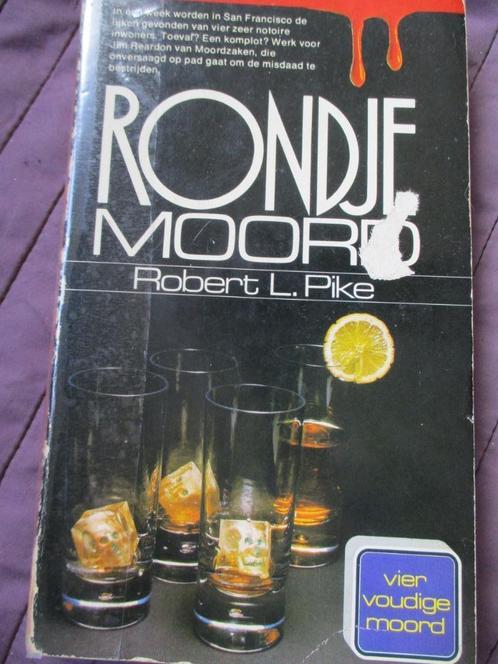 In één week worden in San Francisco de
lijken gevonden van vier zeer notoire
inwoners. Toeval? Een komplot? Werk voor
Jim Reardon van Moordzaken, die
onversaagd op pad gaat om de misdaad te
bestrijden.
RONDJE
MOORD
Robert L. Pike
vier
voudige
moord